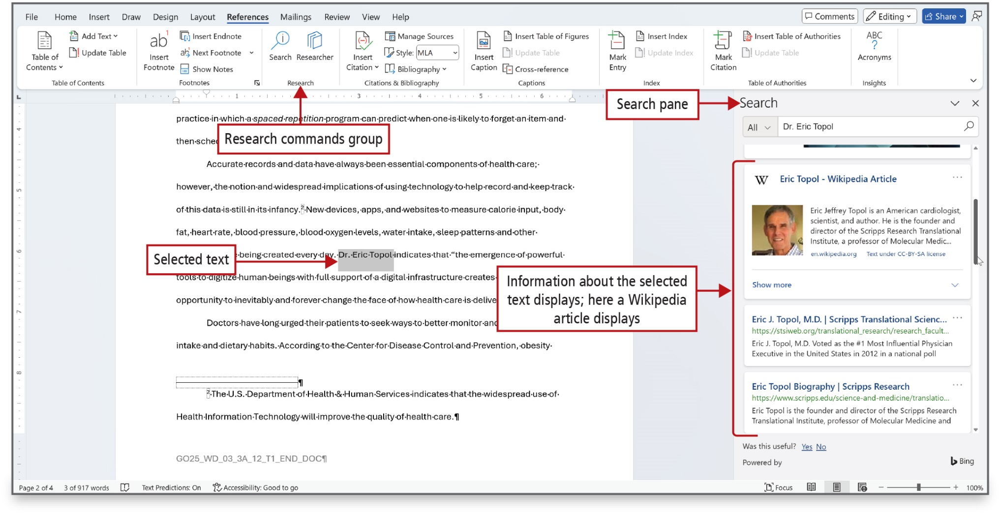 File Home Insert Draw Design Layout References Mailings Review View Help Comments Editing Share
Table of Contents
Add Text
Update Table
Table of Contents
ab1
Insert Footnote
Insert Endnote
ab1 Next Footnote
Show Notes
Footnotes
Search
Researcher
Research
Insert Citation
Manage Sources
Style: MLA
Bibliography
Citations & Bibliography
Insert Caption
Insert Table of Figures
Update Table
Cross-reference
Captions
Mark Entry
Insert Index
Update Index
Index
Mark Citation
Insert Table of Authorities
Update Table
Table of Authorities
ABC
?
Acronyms
Insights
L
1 3 4 5 6
4
5
6
7
8
practice·in·which·a·spaced·repetition·program·can·predict·when·one·is·likely·to·forget·an·item·and·
Research commands group
Accurate·records·and·data·have·always·been·essential·components·of·health·care;·
however,·the·notion·and·widespread·implications·of·using·technology·to·help·record·and·keep·track·
of·this·data·is·still·in·its·infancy.2·New·devices,·apps,·and·websites·to·measure·calorie·input,·body·
fat,·heart·rate,·blood·pressure,·blood·oxygen·levels,·water·intake,·sleep·patterns·and·other·
Selected text
being·created·every·day.·Dr.·Eric·Topol·indicates·that·“the·emergence·of·powerful·
tools·to·digitize·human·beings·with·full·support·of·a·digital·infrastructure·creates·
opportunity·to·inevitably·and·forever·change·the·face·of·how·health·care·is·
Doctors·have·long·urged·their·patients·to·seek·ways·to·better·monitor·
intake·and·dietary·habits.·According·to·the·Center·for·Disease·Control·and·Prevention,·obesity·
¶
2·The·U.S.·Department·of·Health·&·Human·Services·indicates·that·the·widespread·use·of·
Health·Information·Technology·will·improve·the·quality·of·health·care.¶
GO25_WD_03_3A_12_T1_END_DOC¶
Search pane
Information about the selected
text displays; here a Wikipedia
article displays
Search
All
Dr. Eric Topol
W Eric Topol - Wikipedia Article ...
Eric Jeffrey Topol is an American cardiologist,
scientist, and author. He is the founder and
director of the Scripps Research Translational
Institute, a professor of Molecular Medic...
en.wikipedia.org Text under CC-BY-SA license
Show more
Eric J. Topol, M.D. | Scripps Translational Scienc... ...
https://stsiweb.org/translational_research/research_facult...
Eric J. Topol, M.D. Voted as the #1 Most Influential Physician
Executive in the United States in 2012 in a national poll
Eric Topol Biography | Scripps Research ...
https://www.scripps.edu/science-and-medicine/translatio...
Eric Topol is the founder and director of the Scripps Research
Translational Institute, professor of Molecular Medicine and
Was this useful? Yes No
Powered by Bing
Page 2 of 4 3 of 917 words Text Predictions: On Accessibility: Good to go Focus - + 100%